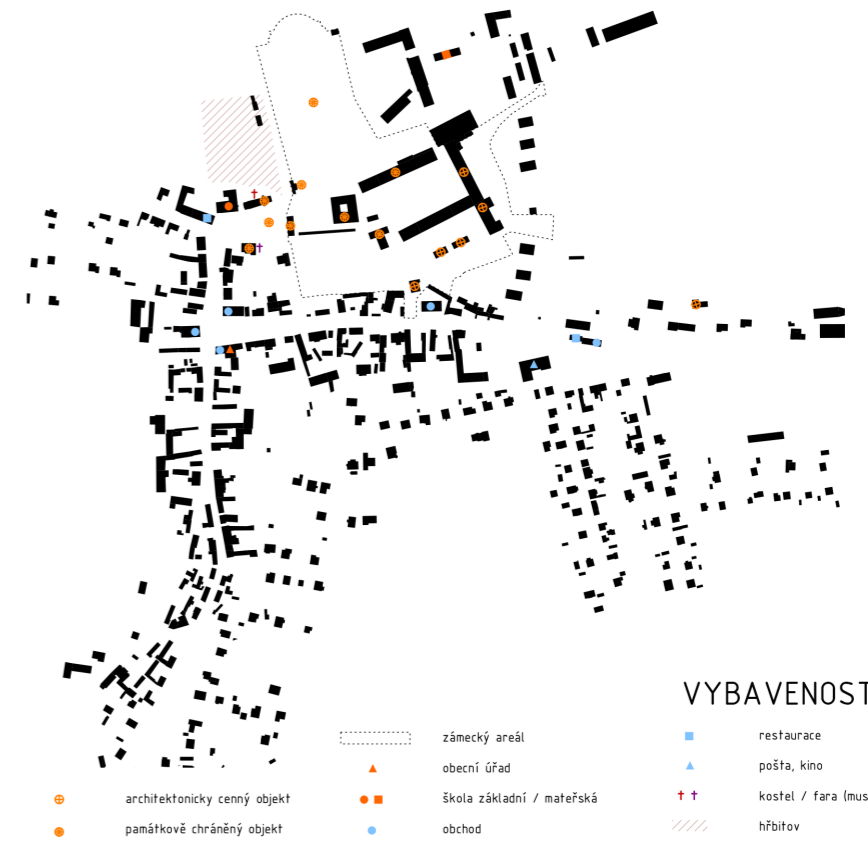 VYBAVENOST
zámecký areál
restaurace
obecní úřad
pošta, kino
architektonicky cenný objekt
škola základní / mateřská
kostel / fara (mus
památkově chráněný objekt
obchod
hřbitov